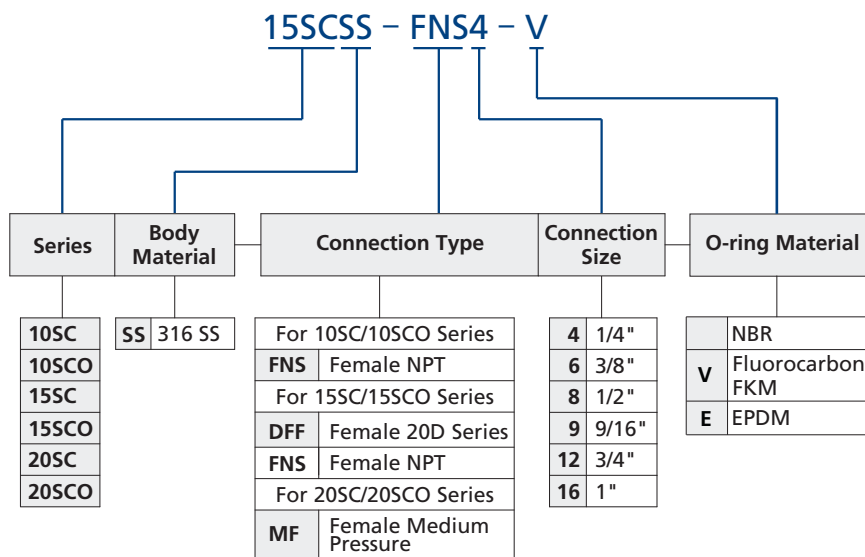 15SCSS – FNS4 – V
Series
Body
Material
Connection Type
Connection
Size
O-ring Material
10SC
10SCO
15SC
15SCO
20SC
20SCO
SS 316 SS
For 10SC/10SCO Series
FNS Female NPT
For 15SC/15SCO Series
DFF Female 20D Series
FNS Female NPT
For 20SC/20SCO Series
MF Female Medium
Pressure
4 1/4"
6 3/8"
8 1/2"
9 9/16"
12 3/4"
16 1"
NBR
V Fluorocarbon
FKM
E EPDM